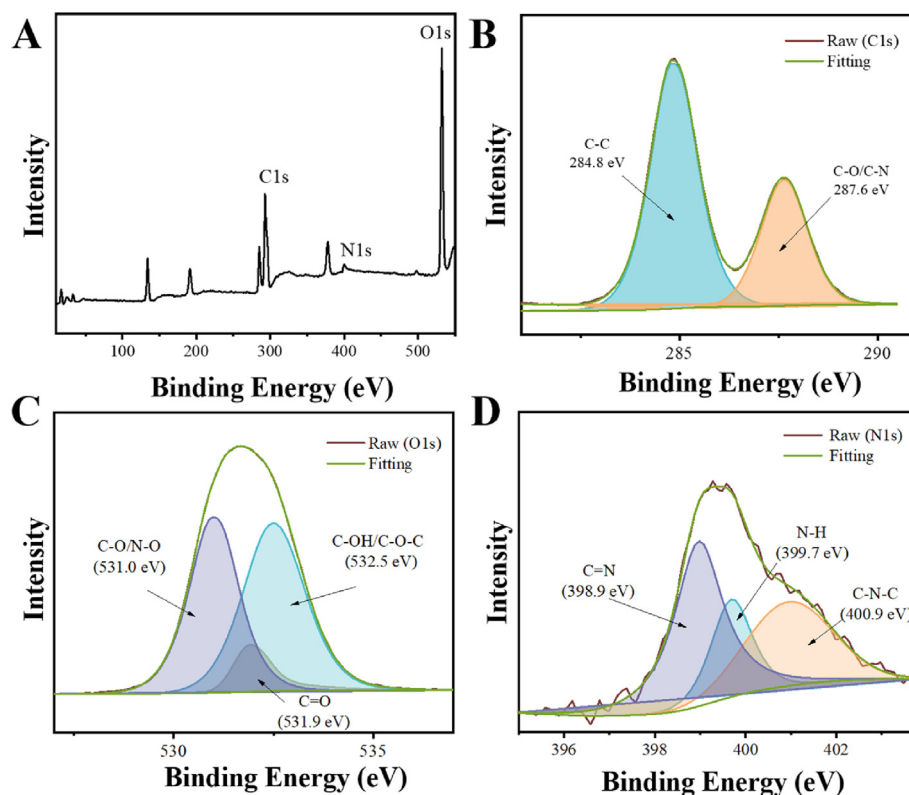 A
O1s
C1s
N1s
Intensity
100 200 300 400 500
Binding Energy (eV)
B
Raw (C1s)
Fitting
C-C
284.8 eV
C-O/C-N
287.6 eV
Intensity
285 290
Binding Energy (eV)
C
Raw (O1s)
Fitting
C-O/N-O
(531.0 eV)
C-OH/C-O-C
(532.5 eV)
C=O
(531.9 eV)
Intensity
530 535
Binding Energy (eV)
D
Raw (N1s)
Fitting
N-H
(399.7 eV)
C=N
(398.9 eV)
C-N-C
(400.9 eV)
Intensity
396 398 400 402
Binding Energy (eV)